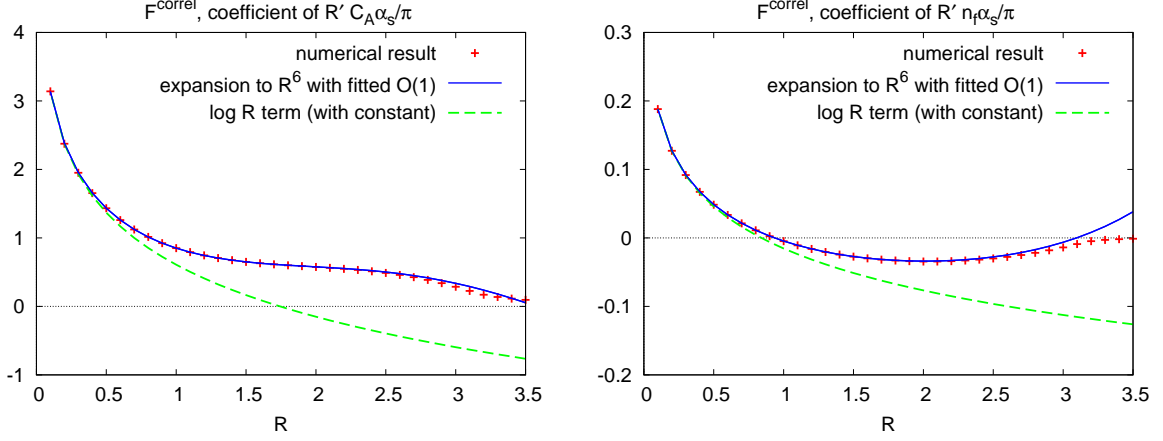 F^correl, coefficient of R′ C_A α_s/π
numerical result
expansion to R^6 with fitted O(1)
log R term (with constant)
4
3
2
1
0
-1
0 0.5 1 1.5 2 2.5 3 3.5
R
F^correl, coefficient of R′ n_f α_s/π
numerical result
expansion to R^6 with fitted O(1)
log R term (with constant)
0.3
0.2
0.1
0
-0.1
-0.2
0 0.5 1 1.5 2 2.5 3 3.5
R